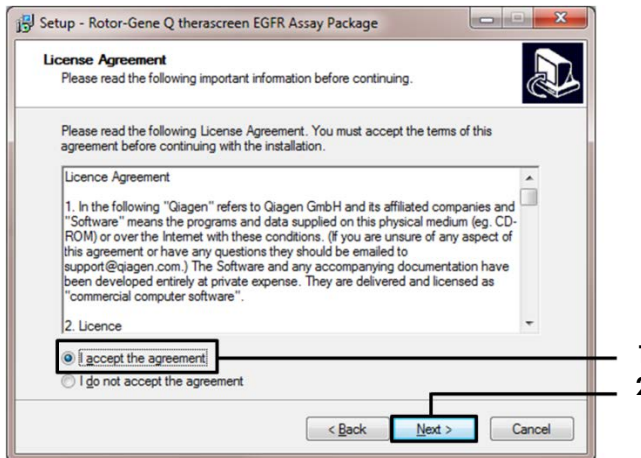 Setup - Rotor-Gene Q therascreen EGFR Assay Package
License Agreement
Please read the following important information before continuing.
Please read the following License Agreement. You must accept the terms of this
agreement before continuing with the installation.
Licence Agreement
1. In the following "Qiagen" refers to Qiagen GmbH and its affiliated companies and
"Software" means the programs and data supplied on this physical medium (eg. CD-
ROM) or over the Internet with these conditions. (If you are unsure of any aspect of
this agreement or have any questions they should be emailed to
support@qiagen.com.) The Software and any accompanying documentation have
been developed entirely at private expense. They are delivered and licensed as
"commercial computer software".
2. Licence
I accept the agreement
I do not accept the agreement
2
< Back Next > Cancel